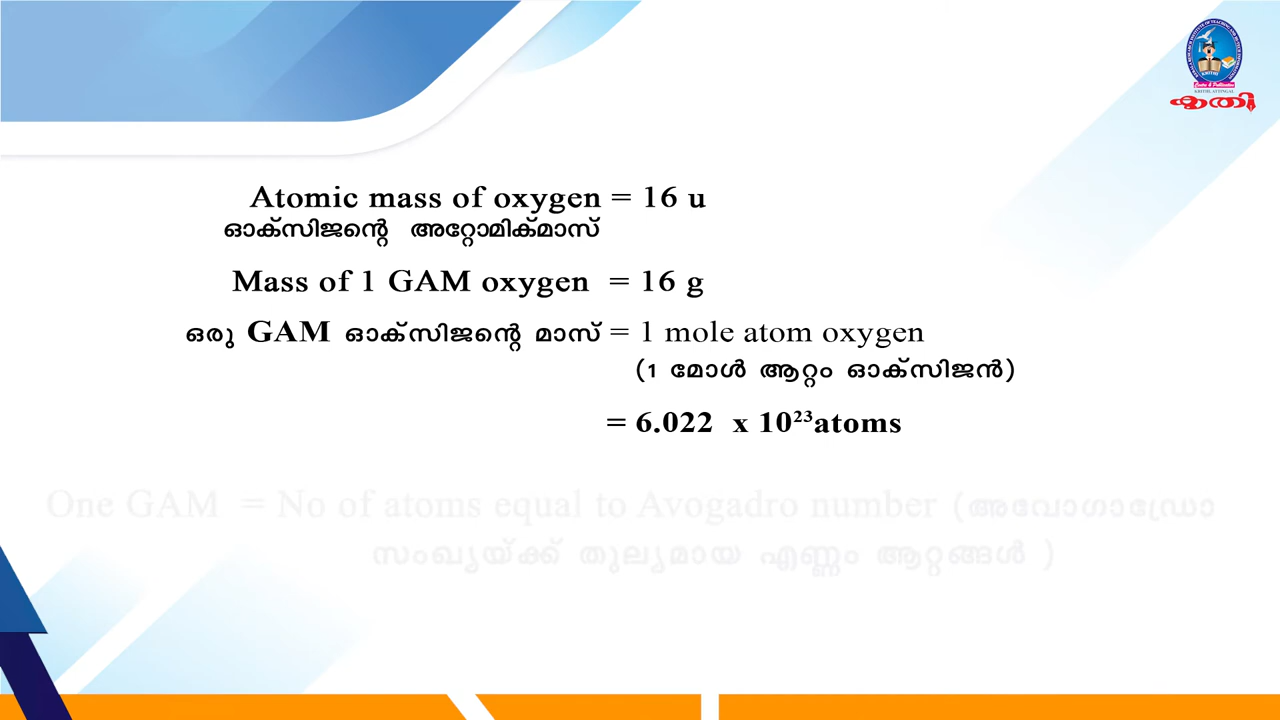 കൃതി
KRITHI, ATTINGAL
Atomic mass of oxygen = 16 u
ഓക്സിജന്റെ അറ്റോമിക്മാസ്
Mass of 1 GAM oxygen = 16 g
ഒരു GAM ഓക്സിജന്റെ മാസ് = 1 mole atom oxygen
(1 മോൾ ആറ്റം ഓക്സിജൻ)
= 6.022 x 10²³atoms
One GAM = No of atoms equal to Avogadro number (അവോഗാഡ്രോ
സംഖ്യയ്ക്ക് തുല്യമായ എണ്ണം ആറ്റങ്ങൾ )